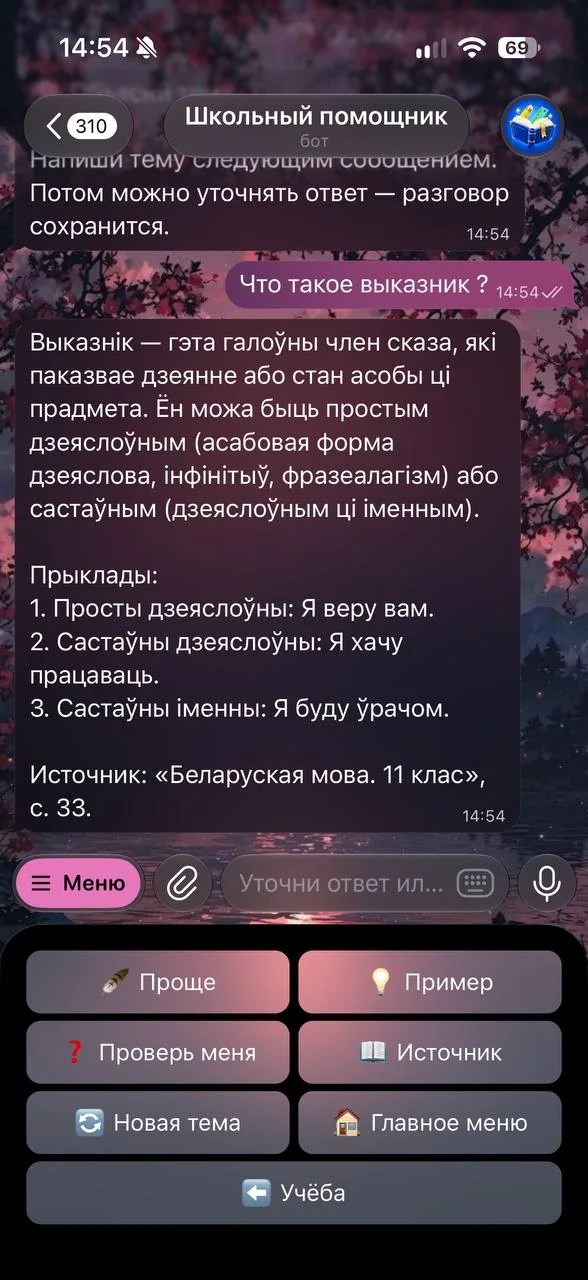 14:54
69
310
Школьный помощник
бот
Напиши тему следующим сообщением.
Потом можно уточнять ответ — разговор
сохранится.
14:54
Что такое выказник ?
14:54
Выказнік — гэта галоўны член сказа, які
паказвае дзеянне або стан асобы ці
прадмета. Ён можа быць простым
дзеяслоўным (асабовая форма
дзеяслова, інфінітыў, фразеалагізм) або
састаўным (дзеяслоўным ці іменным).
Прыклады:
1. Просты дзеяслоўны: Я веру вам.
2. Састаўны дзеяслоўны: Я хачу
працаваць.
3. Састаўны іменны: Я буду ўрачом.
Источник: «Беларуская мова. 11 клас»,
с. 33.
14:54
Меню
Уточни ответ ил...
Проще
Пример
Проверь меня
Источник
Новая тема
Главное меню
Учёба